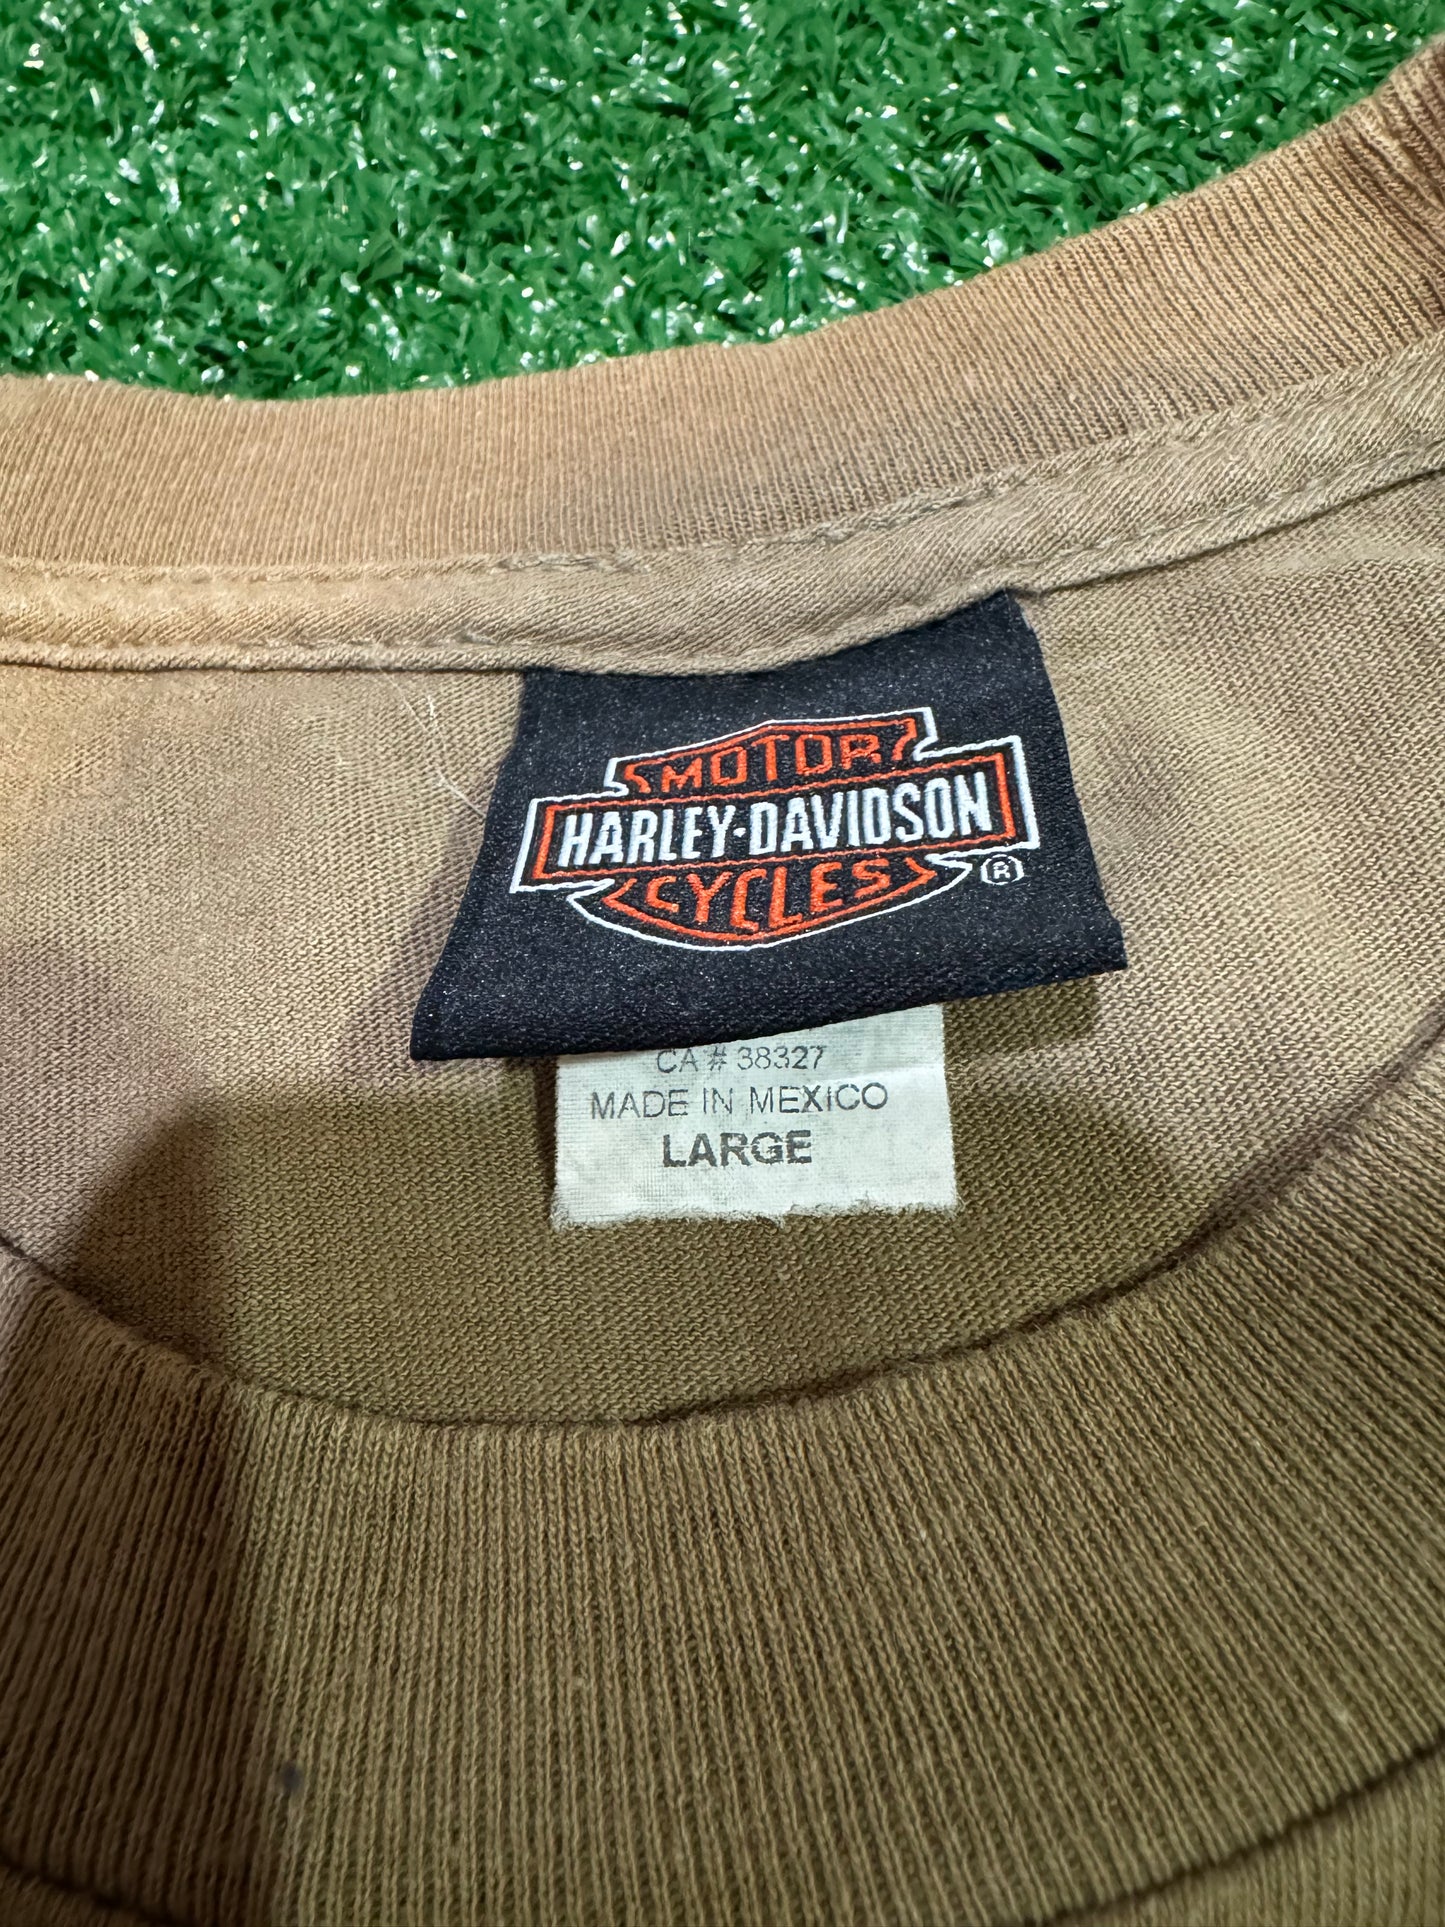 MOTOR
HARLEY-DAVIDSON
CYCLES ®
CA # 38327
MADE IN MEXICO
LARGE